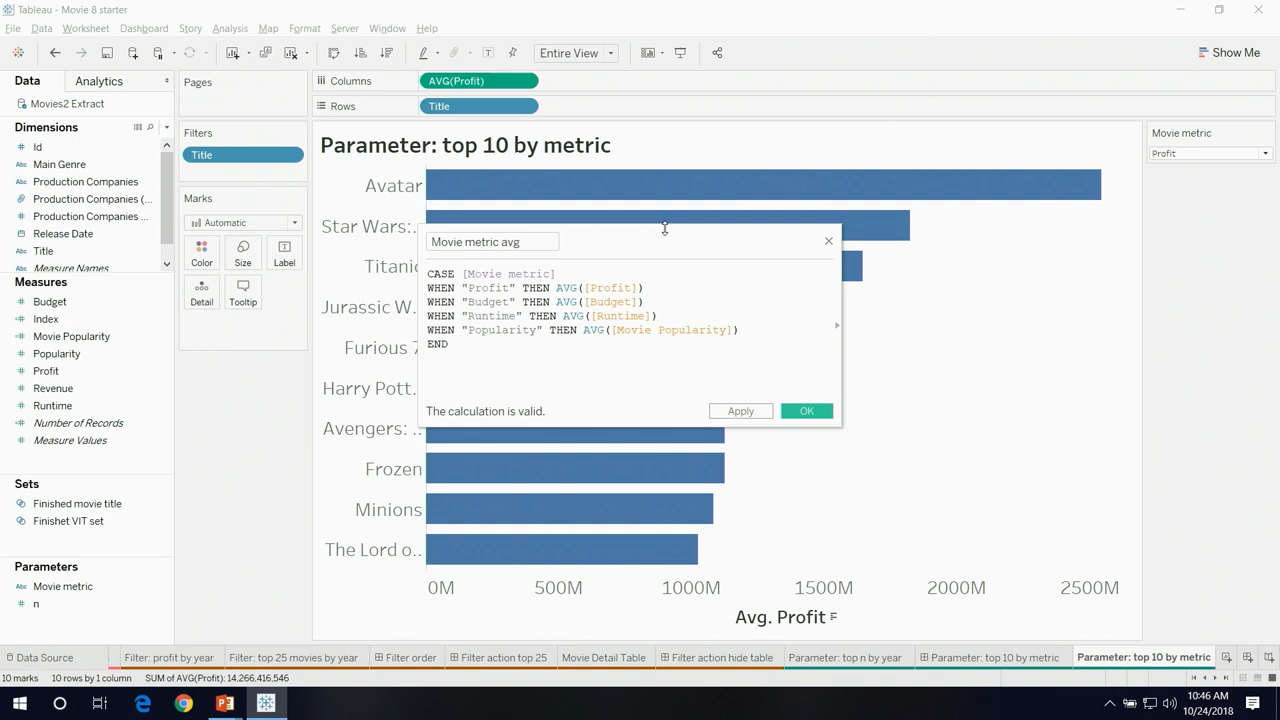 Tableau - Movie 8 starter
File Data Worksheet Dashboard Story Analysis Map Format Server Window Help
Entire View
Show Me
Data Analytics
Movies2 Extract
Dimensions
Id
Abc Main Genre
Abc Production Companies
Production Companies (...
Production Companies ...
Release Date
Abc Title
Abc Measure Names
Measures
Budget
Index
Movie Popularity
Popularity
Profit
Revenue
Runtime
Number of Records
Measure Values
Sets
Finished movie title
Finishet VIT set
Parameters
Abc Movie metric
n
Pages
Filters
Title
Marks
Automatic
Color Size Label
Detail Tooltip
Columns AVG(Profit)
Rows Title
Parameter: top 10 by metric
Avatar
Star Wars:..
Titanic
Jurassic W..
Furious 7
Harry Pott..
Avengers: ..
Frozen
Minions
The Lord o..
0M 500M 1000M 1500M 2000M 2500M
Avg. Profit
Movie metric
Profit
Movie metric avg
CASE [Movie metric]
WHEN "Profit" THEN AVG([Profit])
WHEN "Budget" THEN AVG([Budget])
WHEN "Runtime" THEN AVG([Runtime])
WHEN "Popularity" THEN AVG([Movie Popularity])
END
The calculation is valid.
Apply OK
Data Source Filter: profit by year Filter: top 25 movies by year Filter order Filter action top 25 Movie Detail Table Filter action hide table Parameter: top n by year Parameter: top 10 by metric Parameter: top 10 by metric
10 marks 10 rows by 1 column SUM of AVG(Profit): 14.266.416.546
10:46 AM
10/24/2018